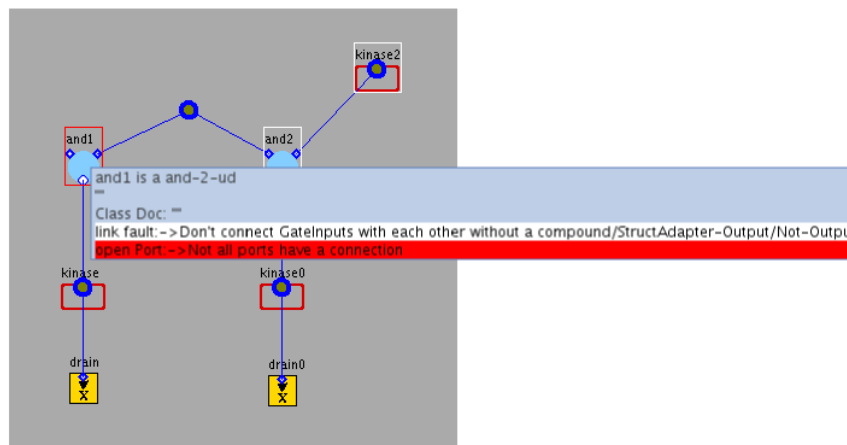 kinase2
and1
and2
and1 is a and-2-ud
""
Class Doc: ""
link fault:->Don't connect GateInputs with each other without a compound/StructAdapter-Output/Not-Outpu
open Port:->Not all ports have a connection
kinase
kinase0
drain
drain0
X
X